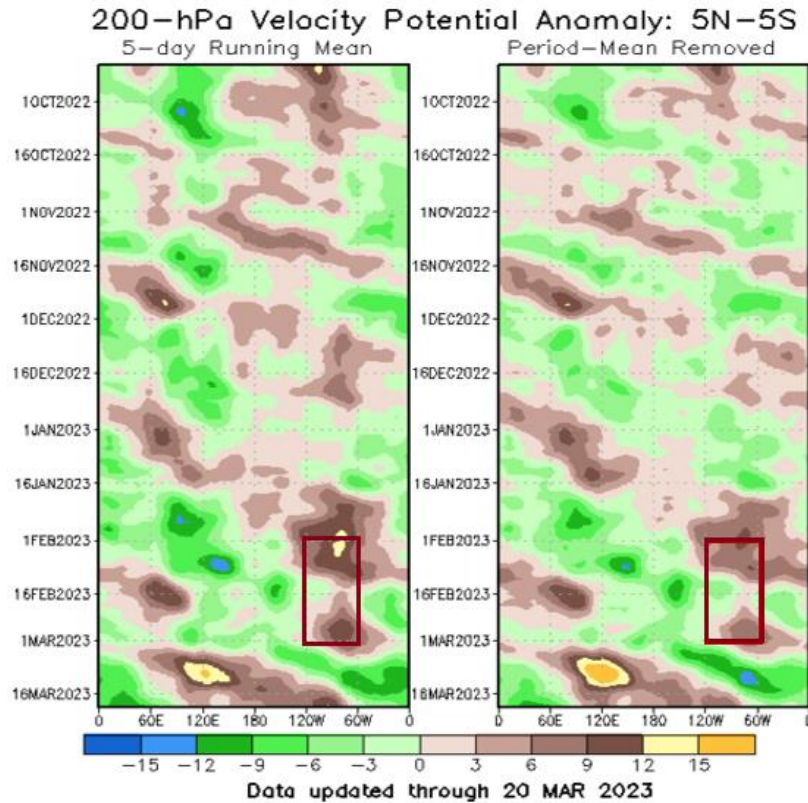 200-hPa Velocity Potential Anomaly: 5N-5S
5-day Running Mean
Period-Mean Removed
1OCT2022
16OCT2022
1NOV2022
16NOV2022
1DEC2022
16DEC2022
1JAN2023
16JAN2023
1FEB2023
16FEB2023
1MAR2023
16MAR2023
0 60E 120E 180 120W 60W 0
1OCT2022
16OCT2022
1NOV2022
16NOV2022
1DEC2022
16DEC2022
1JAN2023
16JAN2023
1FEB2023
16FEB2023
1MAR2023
16MAR2023
0 60E 120E 180 120W 60W 0
-15 -12 -9 -6 -3 0 3 6 9 12 15
Data updated through 20 MAR 2023